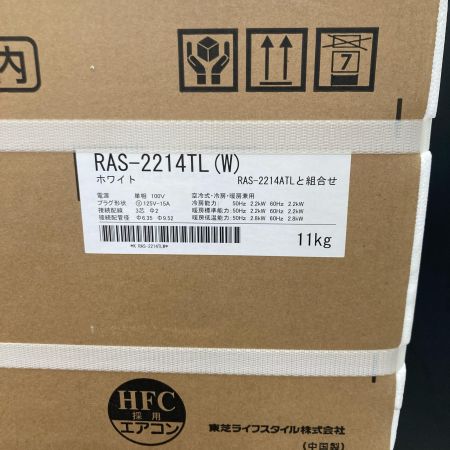 内
7
RAS-2214TL(W)
ホワイト RAS-2214ATLと組合せ
電源 単相 100V 空冷式・冷房・暖房兼用
プラグ形状 125V-15A 冷房能力: 50Hz 2.2kW 60Hz 2.2kW
接続配線 3芯 Φ2 暖房標準能力: 50Hz 2.2kW 60Hz 2.2kW
接続配管径 Φ6.35 Φ9.52 暖房低温能力: 50Hz 2.8kW 60Hz 2.8kW
*K RAS-2214TLW* 11kg
HFC
採用
エアコン
東芝ライフスタイル株式会社
(中国製)